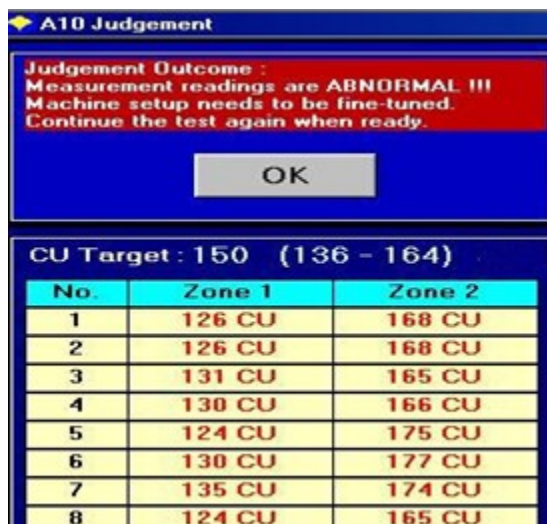 A10 Judgement
Judgement Outcome :
Measurement readings are ABNORMAL !!!
Machine setup needs to be fine-tuned.
Continue the test again when ready.
OK
CU Target : 150 (136 - 164)
No. Zone 1 Zone 2
1 126 CU 168 CU
2 126 CU 168 CU
3 131 CU 165 CU
4 130 CU 166 CU
5 124 CU 175 CU
6 130 CU 177 CU
7 135 CU 174 CU
8 124 CU 165 CU